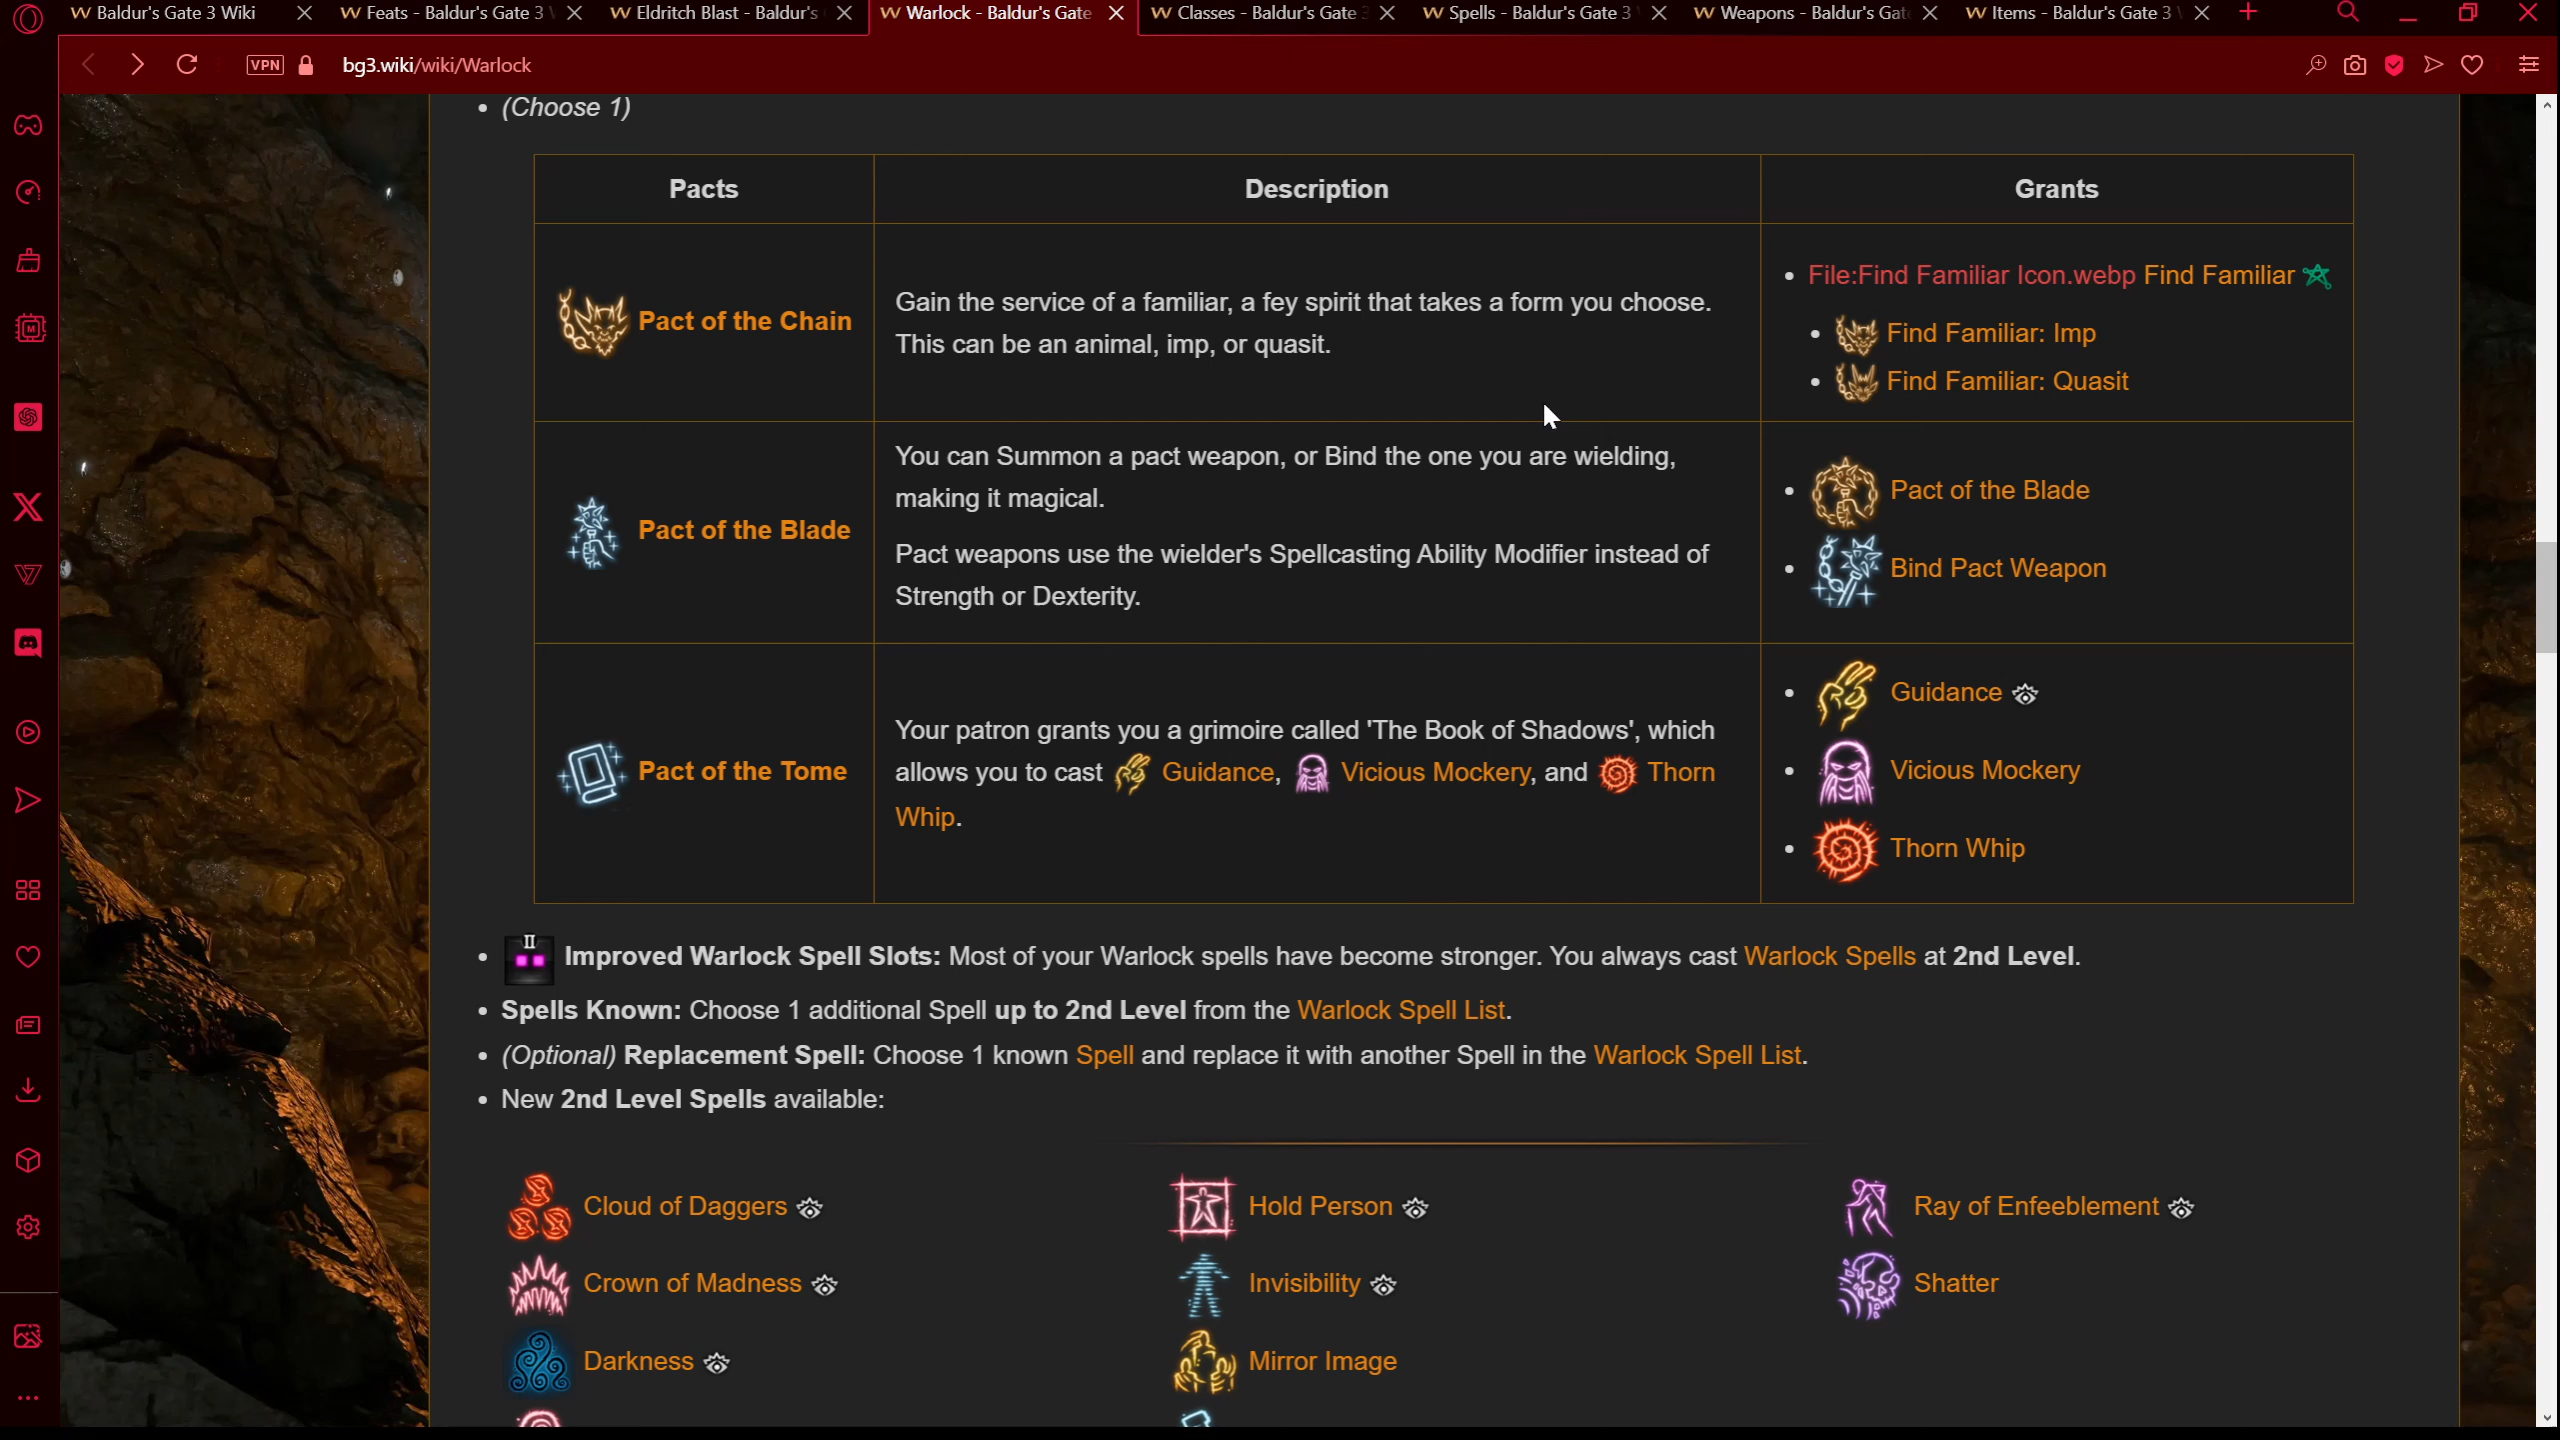 Baldur's Gate 3 Wiki
Feats - Baldur's Gate 3
Eldritch Blast - Baldur's
Warlock - Baldur's Gate
Classes - Baldur's Gate 3
Spells - Baldur's Gate 3
Weapons - Baldur's Gat
Items - Baldur's Gate 3
VPN
bg3.wiki/wiki/Warlock
(Choose 1)
Pacts
Description
Grants
Pact of the Chain
Gain the service of a familiar, a fey spirit that takes a form you choose.
This can be an animal, imp, or quasit.
File:Find Familiar Icon.webp Find Familiar
Find Familiar: Imp
Find Familiar: Quasit
Pact of the Blade
You can Summon a pact weapon, or Bind the one you are wielding,
making it magical.
Pact weapons use the wielder's Spellcasting Ability Modifier instead of
Strength or Dexterity.
Pact of the Blade
Bind Pact Weapon
Pact of the Tome
Your patron grants you a grimoire called 'The Book of Shadows', which
allows you to cast Guidance, Vicious Mockery, and Thorn
Whip.
Guidance
Vicious Mockery
Thorn Whip
II
Improved Warlock Spell Slots: Most of your Warlock spells have become stronger. You always cast Warlock Spells at 2nd Level.
Spells Known: Choose 1 additional Spell up to 2nd Level from the Warlock Spell List.
(Optional) Replacement Spell: Choose 1 known Spell and replace it with another Spell in the Warlock Spell List.
New 2nd Level Spells available:
Cloud of Daggers
Hold Person
Ray of Enfeeblement
Crown of Madness
Invisibility
Shatter
Darkness
Mirror Image